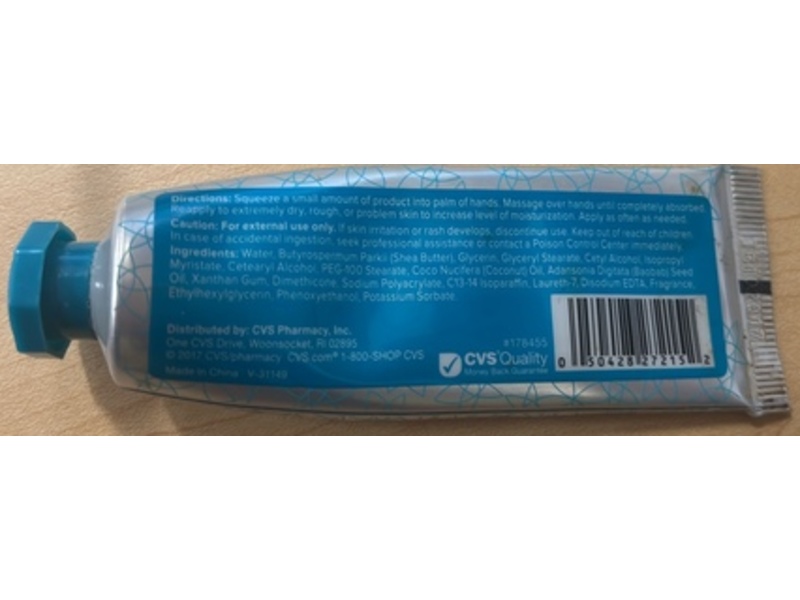 Directions: Squeeze a small amount of product into palm of hands. Massage over hands until completely absorbed.
Reapply to extremely dry, rough, or problem skin to increase level of moisturization. Apply as often as needed.
Caution: For external use only. If skin irritation or rash develops, discontinue use. Keep out of reach of children.
In case of accidental ingestion, seek professional assistance or contact a Poison Control Center immediately.
Ingredients: Water, Butyrospermum Parkii (Shea Butter), Glycerin, Glyceryl Stearate, Cetyl Alcohol, Isopropyl
Myristate, Cetearyl Alcohol, PEG-100 Stearate, Coco Nucifera (Coconut) Oil, Adansonia Digitata (Baobab) Seed
Oil, Xanthan Gum, Dimethicone, Sodium Polyacrylate, C13-14 Isoparaffin, Laureth-7, Disodium EDTA, Fragrance,
Ethylhexylglycerin, Phenoxyethanol, Potassium Sorbate.
Distributed by: CVS Pharmacy, Inc.
One CVS Drive, Woonsocket, RI 02895
© 2017 CVS/pharmacy CVS.com® 1-800-SHOP CVS
Made in China V-31149
#178455
CVS Quality
Money Back Guarantee
0 50428 27215 2